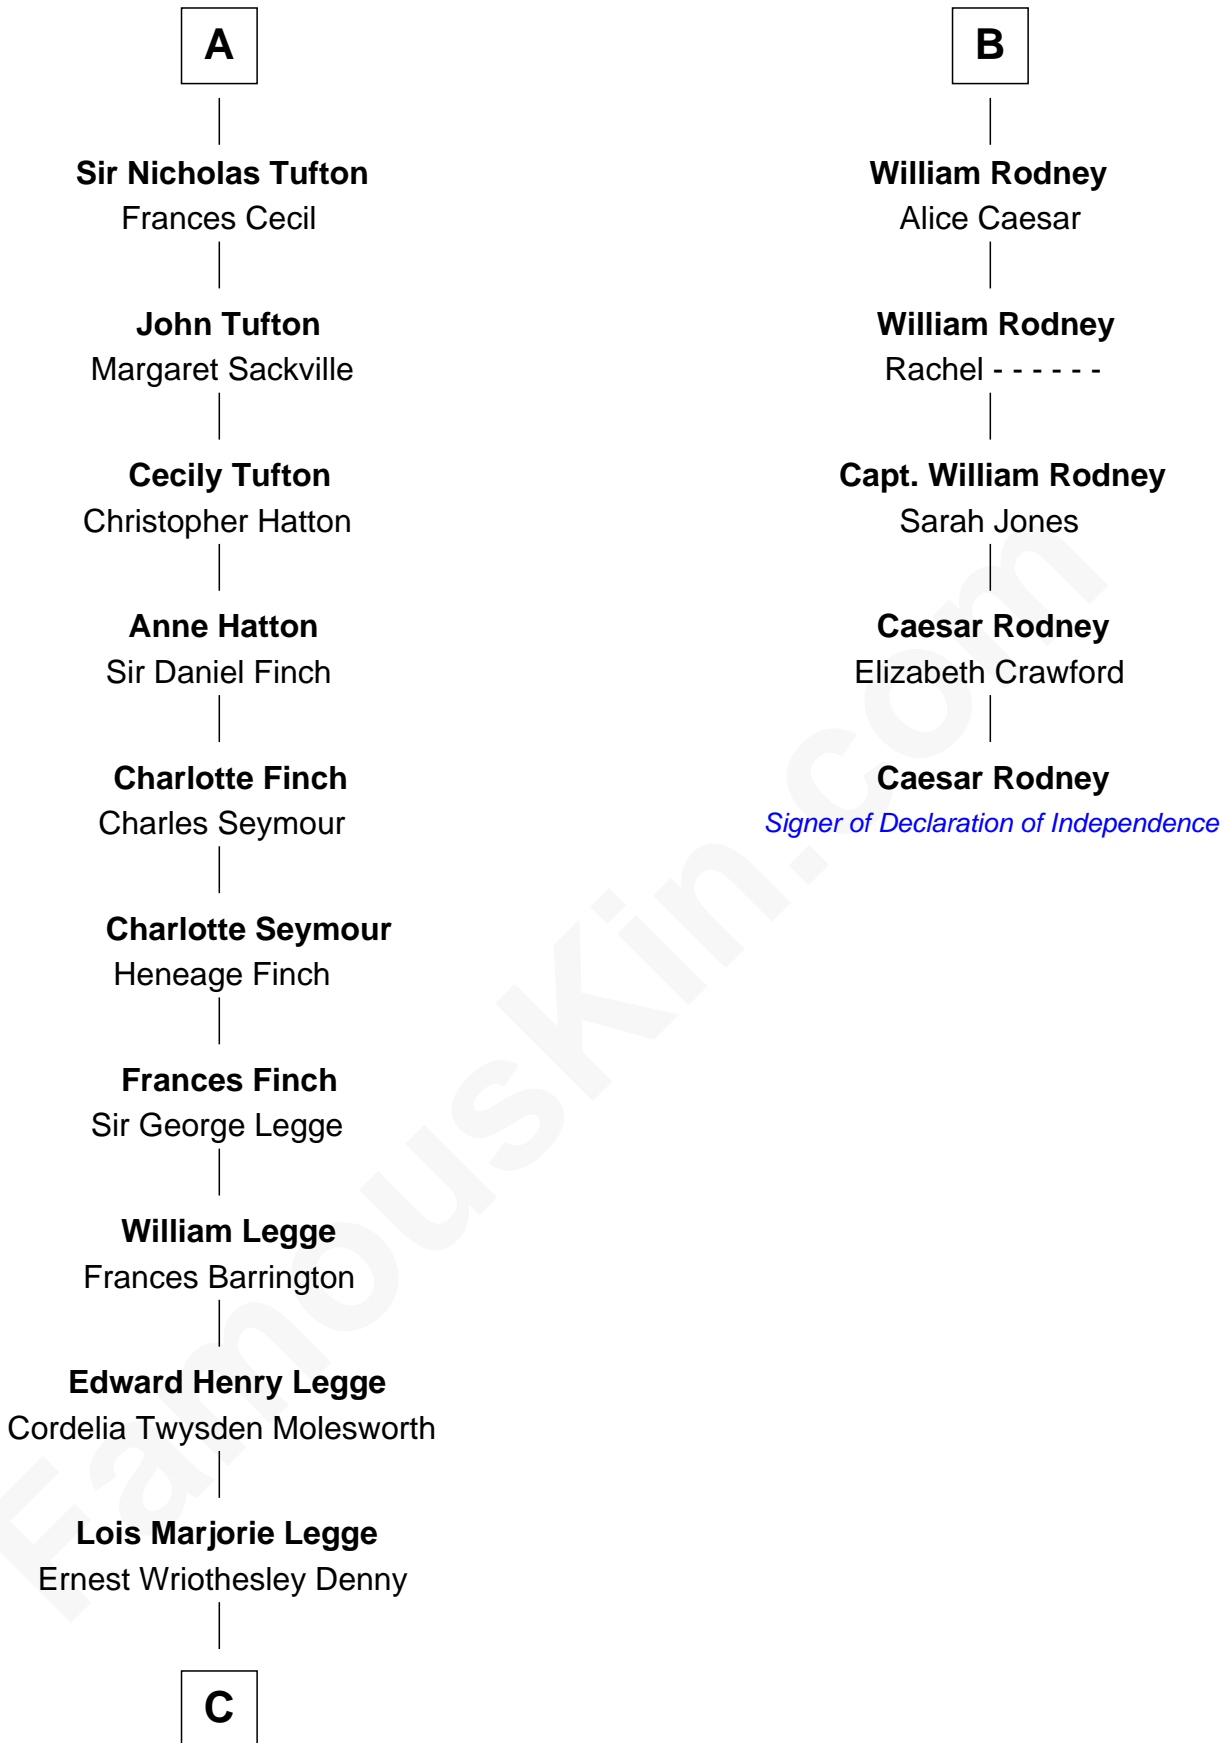 A
Sir Nicholas Tufton
Frances Cecil
John Tufton
Margaret Sackville
Cecily Tufton
Christopher Hatton
Anne Hatton
Sir Daniel Finch
Charlotte Finch
Charles Seymour
Charlotte Seymour
Heneage Finch
Frances Finch
Sir George Legge
William Legge
Frances Barrington
Edward Henry Legge
Cordelia Twysden Molesworth
Lois Marjorie Legge
Ernest Wriothesley Denny
C
B
William Rodney
Alice Caesar
William Rodney
Rachel - - - - - -
Capt. William Rodney
Sarah Jones
Caesar Rodney
Elizabeth Crawford
Caesar Rodney
Signer of Declaration of Independence
FamousKin.com